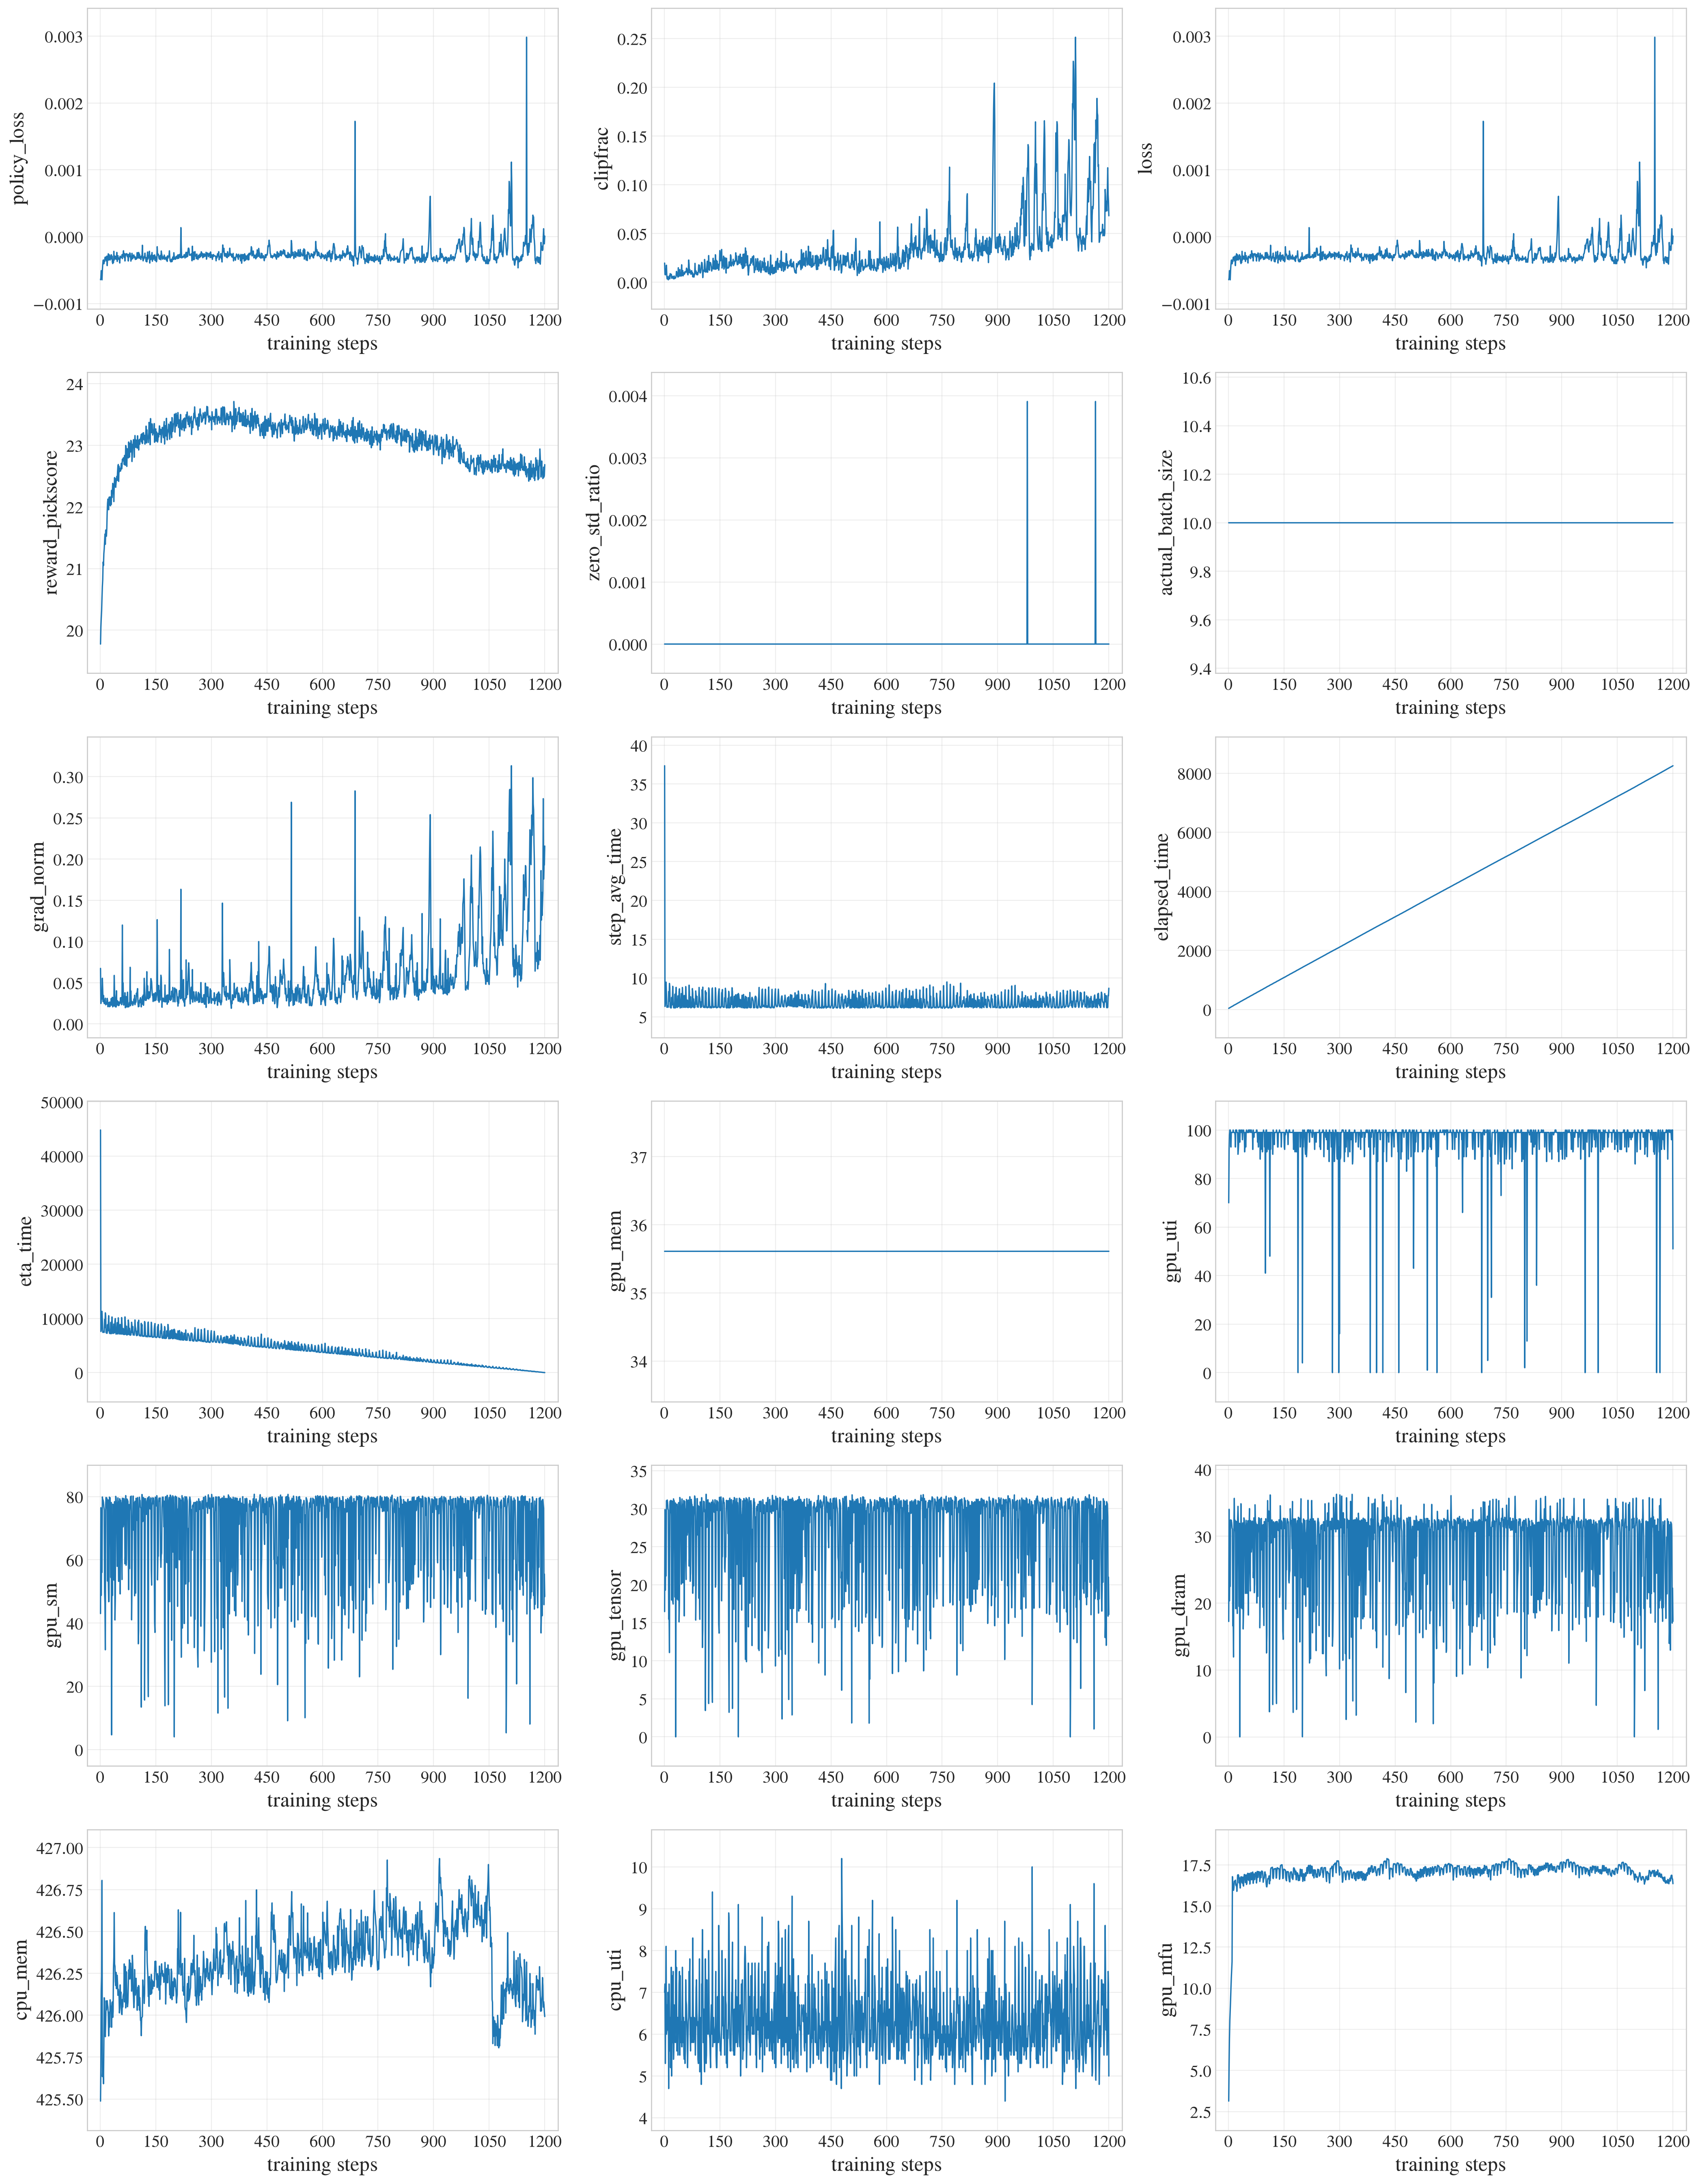 policy_loss
0.003
0.002
0.001
0.000
−0.001
0 150 300 450 600 750 900 1050 1200
training steps
clipfrac
0.25
0.20
0.15
0.10
0.05
0.00
0 150 300 450 600 750 900 1050 1200
training steps
loss
0.003
0.002
0.001
0.000
−0.001
0 150 300 450 600 750 900 1050 1200
training steps
reward_pickscore
24
23
22
21
20
0 150 300 450 600 750 900 1050 1200
training steps
zero_std_ratio
0.004
0.003
0.002
0.001
0.000
0 150 300 450 600 750 900 1050 1200
training steps
actual_batch_size
10.6
10.4
10.2
10.0
9.8
9.6
9.4
0 150 300 450 600 750 900 1050 1200
training steps
grad_norm
0.30
0.25
0.20
0.15
0.10
0.05
0.00
0 150 300 450 600 750 900 1050 1200
training steps
step_avg_time
40
35
30
25
20
15
10
5
0 150 300 450 600 750 900 1050 1200
training steps
elapsed_time
8000
6000
4000
2000
0
0 150 300 450 600 750 900 1050 1200
training steps
eta_time
50000
40000
30000
20000
10000
0
0 150 300 450 600 750 900 1050 1200
training steps
gpu_mem
37
36
35
34
0 150 300 450 600 750 900 1050 1200
training steps
gpu_uti
100
80
60
40
20
0
0 150 300 450 600 750 900 1050 1200
training steps
gpu_sm
80
60
40
20
0
0 150 300 450 600 750 900 1050 1200
training steps
gpu_tensor
35
30
25
20
15
10
5
0
0 150 300 450 600 750 900 1050 1200
training steps
gpu_dram
40
30
20
10
0
0 150 300 450 600 750 900 1050 1200
training steps
cpu_mem
427.00
426.75
426.50
426.25
426.00
425.75
425.50
0 150 300 450 600 750 900 1050 1200
training steps
cpu_uti
10
9
8
7
6
5
4
0 150 300 450 600 750 900 1050 1200
training steps
gpu_mfu
17.5
15.0
12.5
10.0
7.5
5.0
2.5
0 150 300 450 600 750 900 1050 1200
training steps